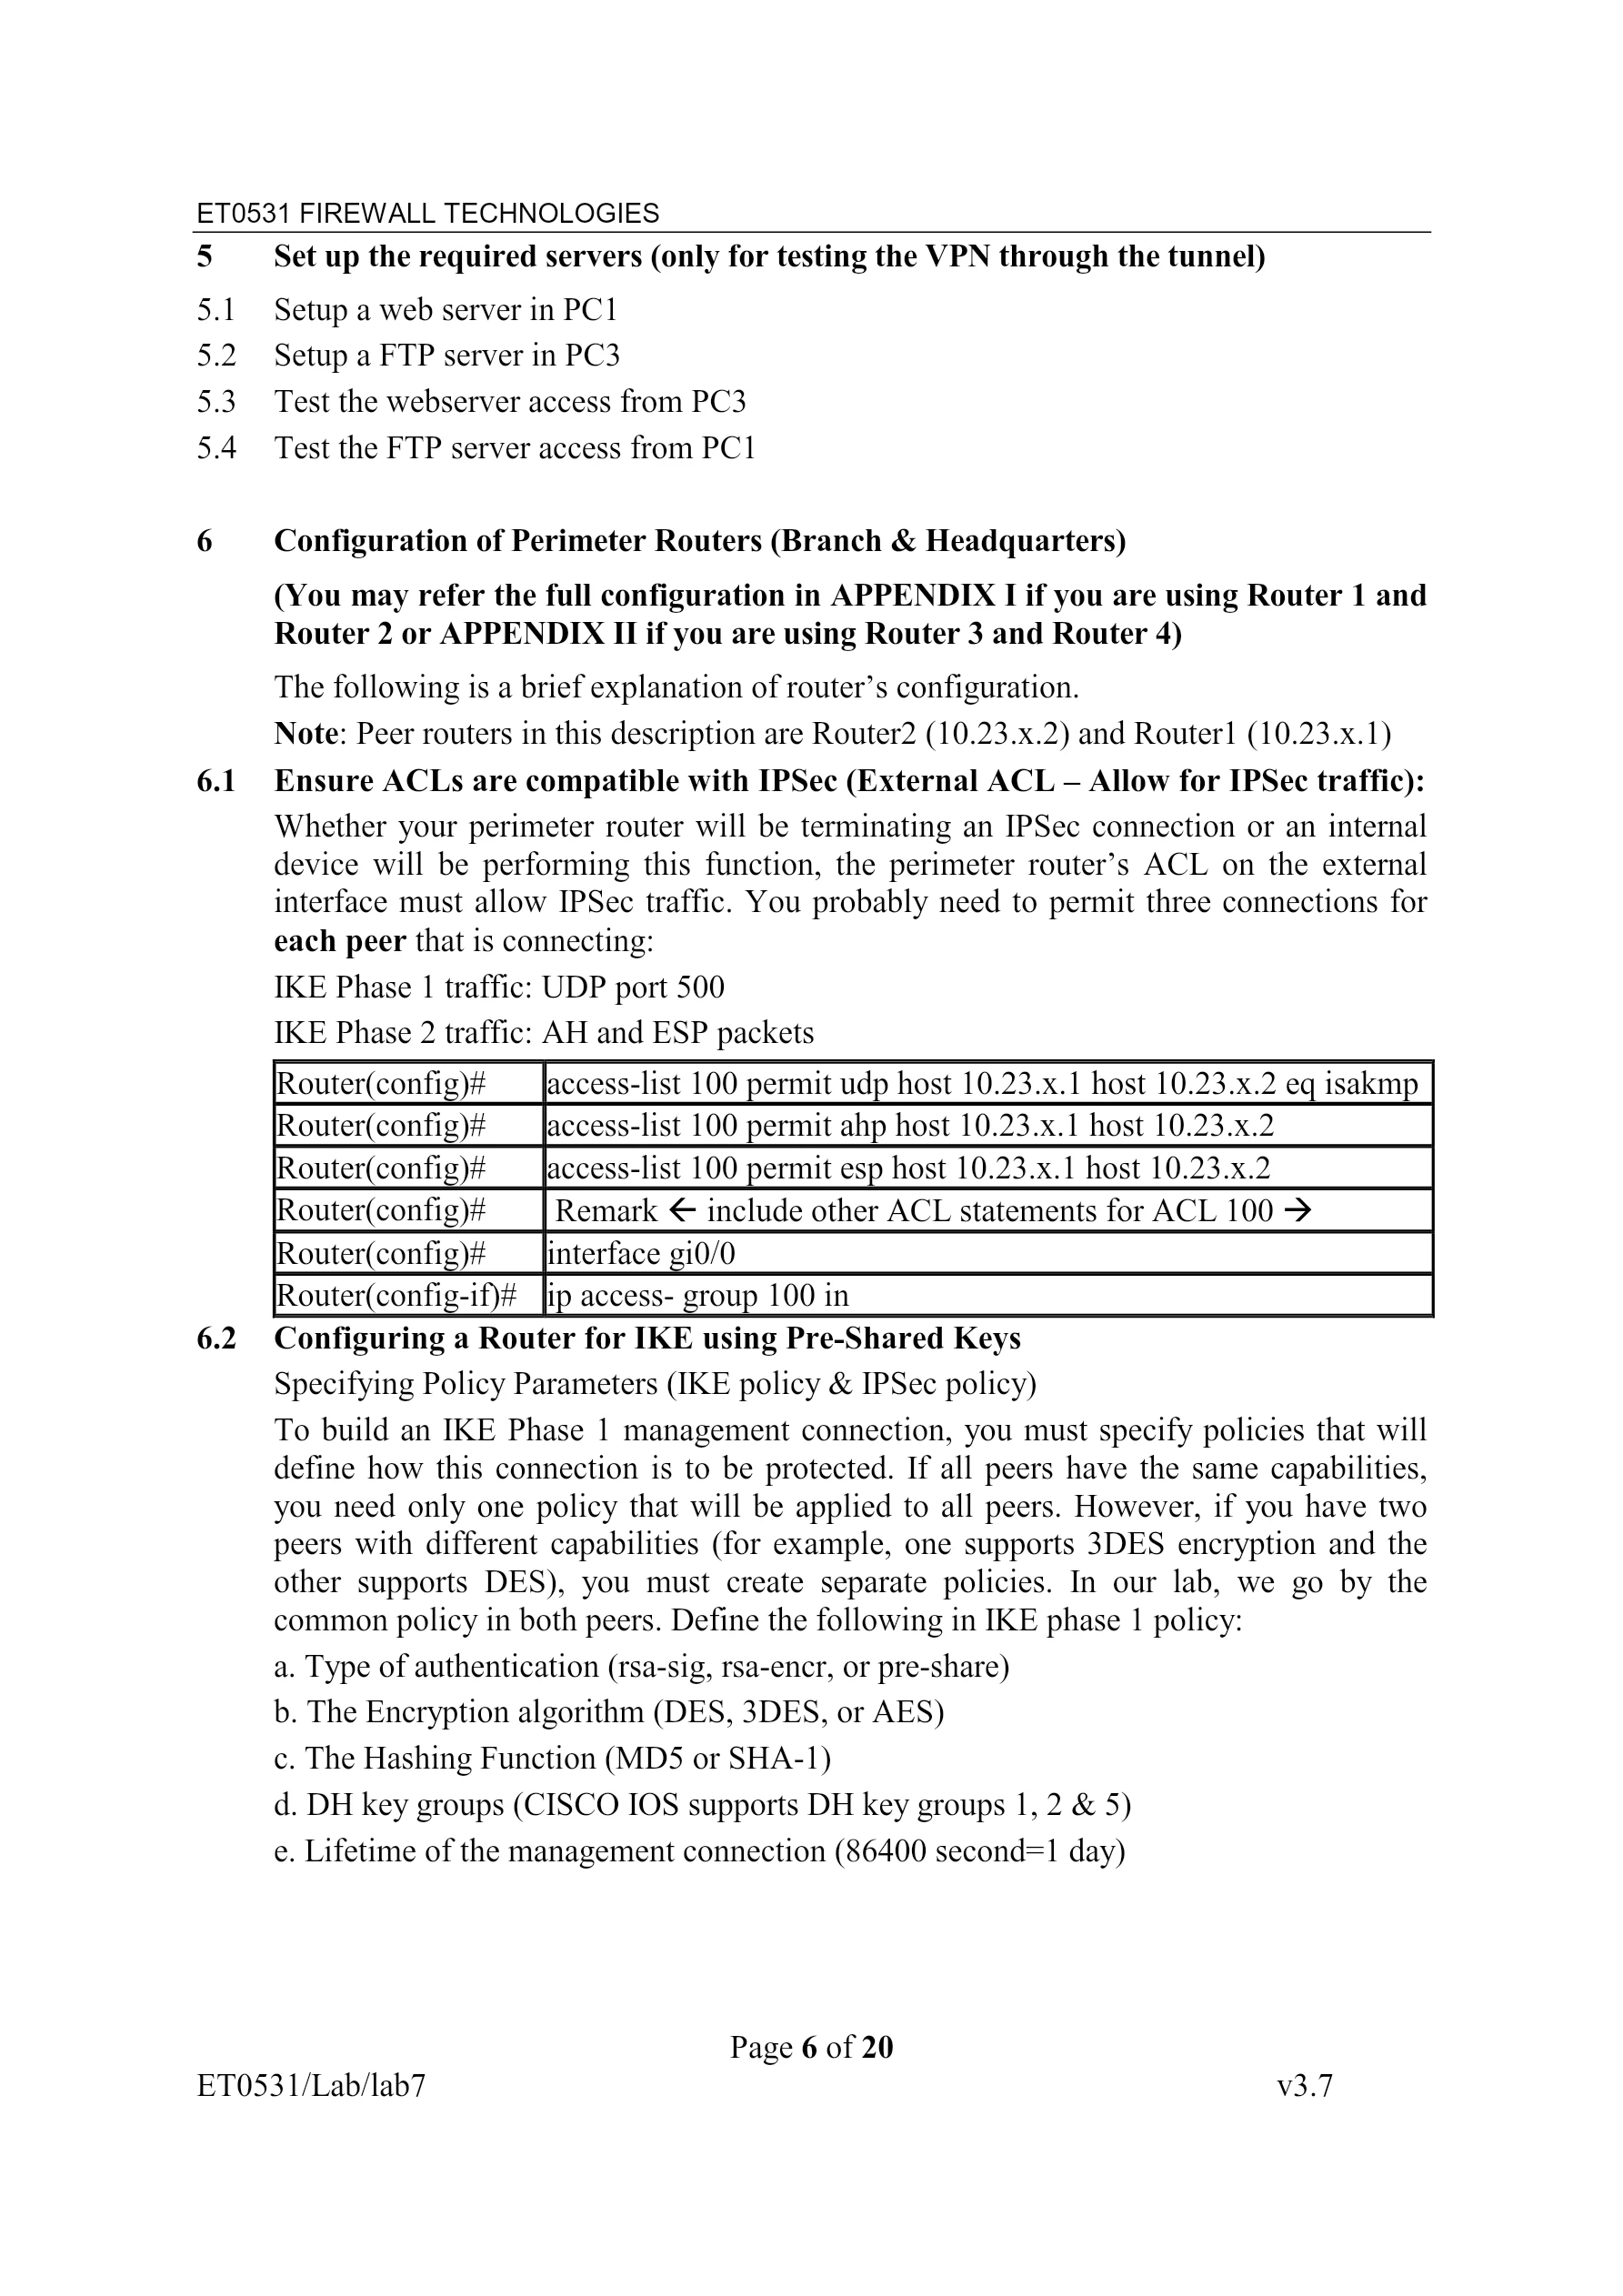 ET0531 FIREWALL TECHNOLOGIES
5 Set up the required servers (only for testing the VPN through the tunnel)
5.1 Setup a web server in PC1
5.2 Setup a FTP server in PC3
5.3 Test the webserver access from PC3
5.4 Test the FTP server access from PC1
6 Configuration of Perimeter Routers (Branch & Headquarters)
(You may refer the full configuration in APPENDIX I if you are using Router 1 and
Router 2 or APPENDIX II if you are using Router 3 and Router 4)
The following is a brief explanation of router’s configuration.
Note: Peer routers in this description are Router2 (10.23.x.2) and Router1 (10.23.x.1)
6.1 Ensure ACLs are compatible with IPSec (External ACL – Allow for IPSec traffic):
Whether your perimeter router will be terminating an IPSec connection or an internal
device will be performing this function, the perimeter router’s ACL on the external
interface must allow IPSec traffic. You probably need to permit three connections for
each peer that is connecting:
IKE Phase 1 traffic: UDP port 500
IKE Phase 2 traffic: AH and ESP packets
Router(config)# access-list 100 permit udp host 10.23.x.1 host 10.23.x.2 eq isakmp
Router(config)# access-list 100 permit ahp host 10.23.x.1 host 10.23.x.2
Router(config)# access-list 100 permit esp host 10.23.x.1 host 10.23.x.2
Router(config)# Remark ← include other ACL statements for ACL 100 →
Router(config)# interface gi0/0
Router(config-if)# ip access- group 100 in
6.2 Configuring a Router for IKE using Pre-Shared Keys
Specifying Policy Parameters (IKE policy & IPSec policy)
To build an IKE Phase 1 management connection, you must specify policies that will
define how this connection is to be protected. If all peers have the same capabilities,
you need only one policy that will be applied to all peers. However, if you have two
peers with different capabilities (for example, one supports 3DES encryption and the
other supports DES), you must create separate policies. In our lab, we go by the
common policy in both peers. Define the following in IKE phase 1 policy:
a. Type of authentication (rsa-sig, rsa-encr, or pre-share)
b. The Encryption algorithm (DES, 3DES, or AES)
c. The Hashing Function (MD5 or SHA-1)
d. DH key groups (CISCO IOS supports DH key groups 1, 2 & 5)
e. Lifetime of the management connection (86400 second=1 day)
Page 6 of 20
ET0531/Lab/lab7 v3.7